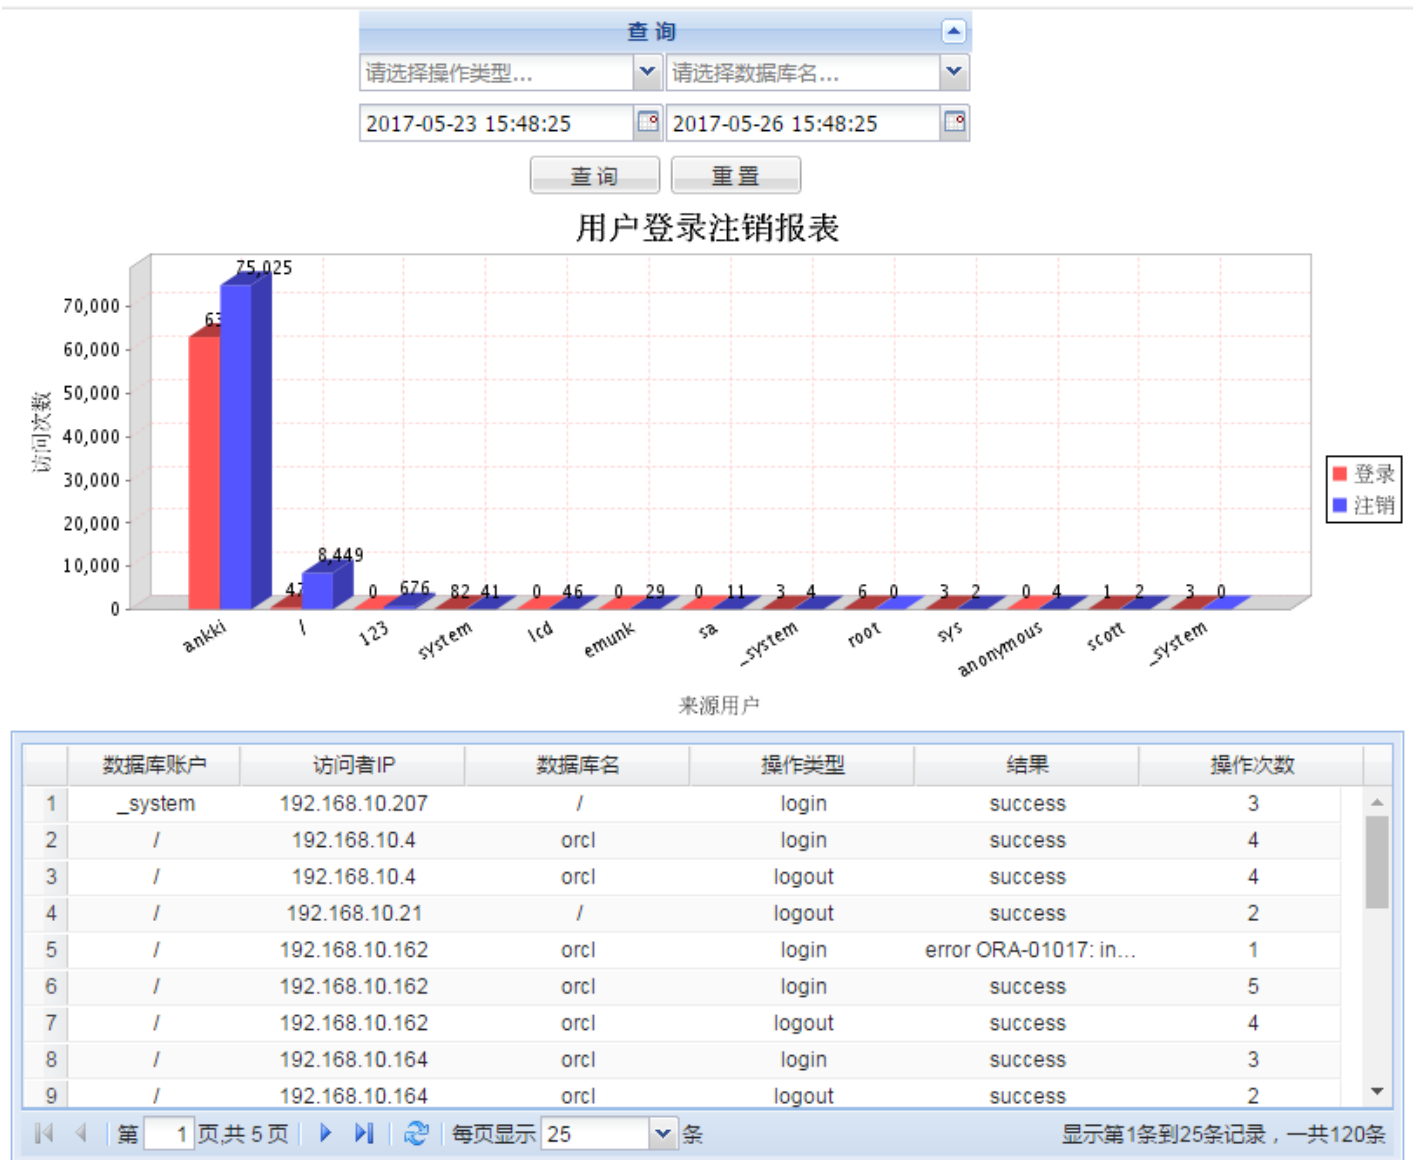 查 询
请选择操作类型... 请选择数据库名...
2017-05-23 15:48:25 2017-05-26 15:48:25
查 询 重 置
用户登录注销报表
访问次数
70,000
60,000
50,000
40,000
30,000
20,000
10,000
0
75,025
8,449
0 676 82 41 0 46 0 29 0 11 3 4 6 0 3 2 0 4 1 2 3 0
ankki / 123 system lcd emunk sa _system root sys anonymous scott _system
来源用户
登录
注销
数据库账户 访问者IP 数据库名 操作类型 结果 操作次数
1 _system 192.168.10.207 / login success 3
2 / 192.168.10.4 orcl login success 4
3 / 192.168.10.4 orcl logout success 4
4 / 192.168.10.21 / logout success 2
5 / 192.168.10.162 orcl login error ORA-01017: in... 1
6 / 192.168.10.162 orcl login success 5
7 / 192.168.10.162 orcl logout success 4
8 / 192.168.10.164 orcl login success 3
9 / 192.168.10.164 orcl logout success 2
第 1 页,共 5 页 每页显示 25 条 显示第1条到25条记录，一共120条